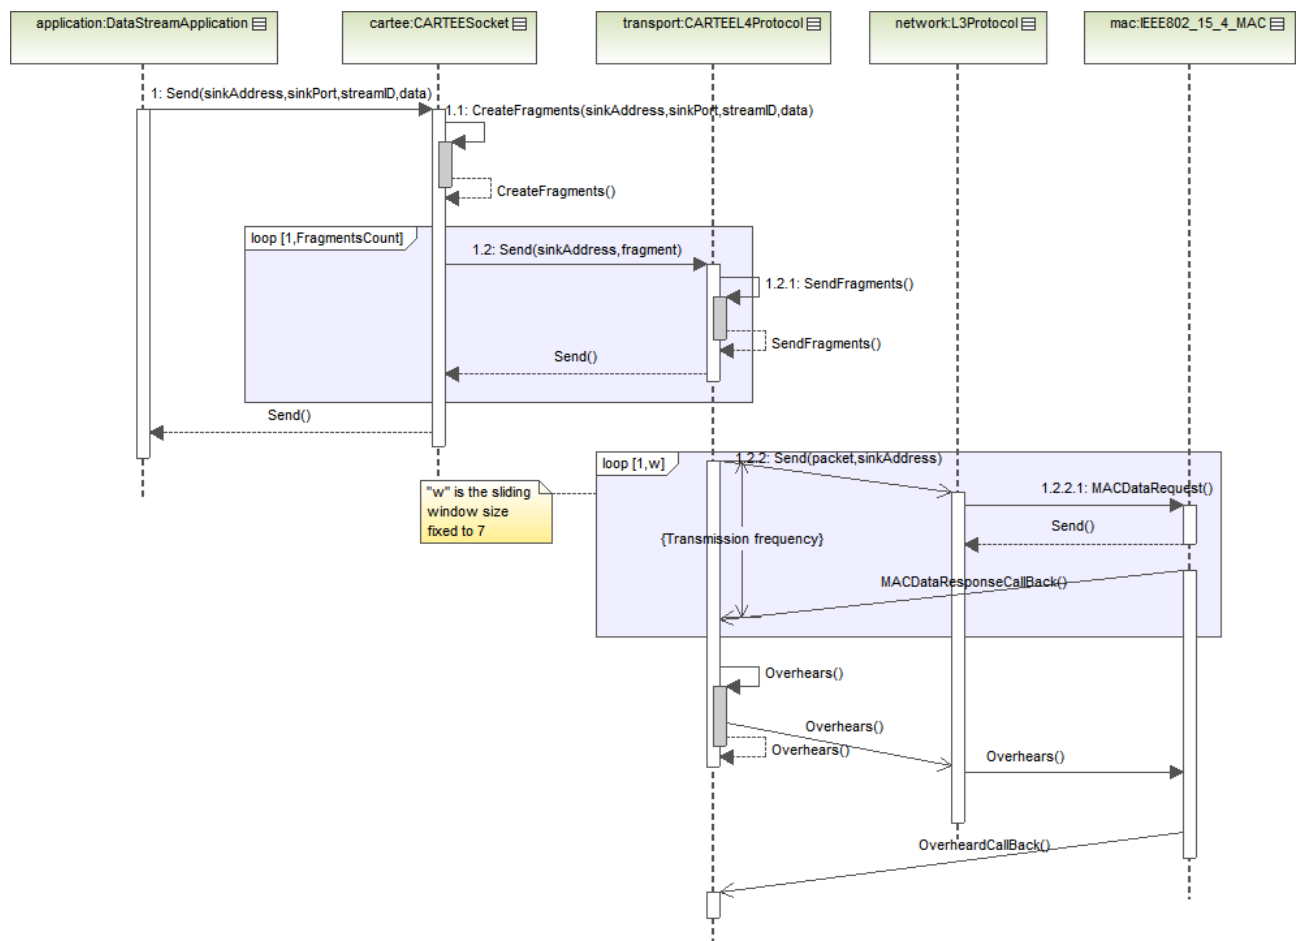 application:DataStreamApplication
cartee:CARTEESocket
transport:CARTEEL4Protocol
network:L3Protocol
mac:IEEE802_15_4_MAC
1: Send(sinkAddress,sinkPort,streamID,data)
1.1: CreateFragments(sinkAddress,sinkPort,streamID,data)
CreateFragments()
loop [1,FragmentsCount]
1.2: Send(sinkAddress,fragment)
1.2.1: SendFragments()
SendFragments()
Send()
Send()
loop [1,w]
1.2.2: Send(packet,sinkAddress)
"w" is the sliding
window size
fixed to 7
1.2.2.1: MACDataRequest()
Send()
{Transmission frequency}
MACDataResponseCallBack()
Overhears()
Overhears()
Overhears()
Overhears()
OverheardCallBack()